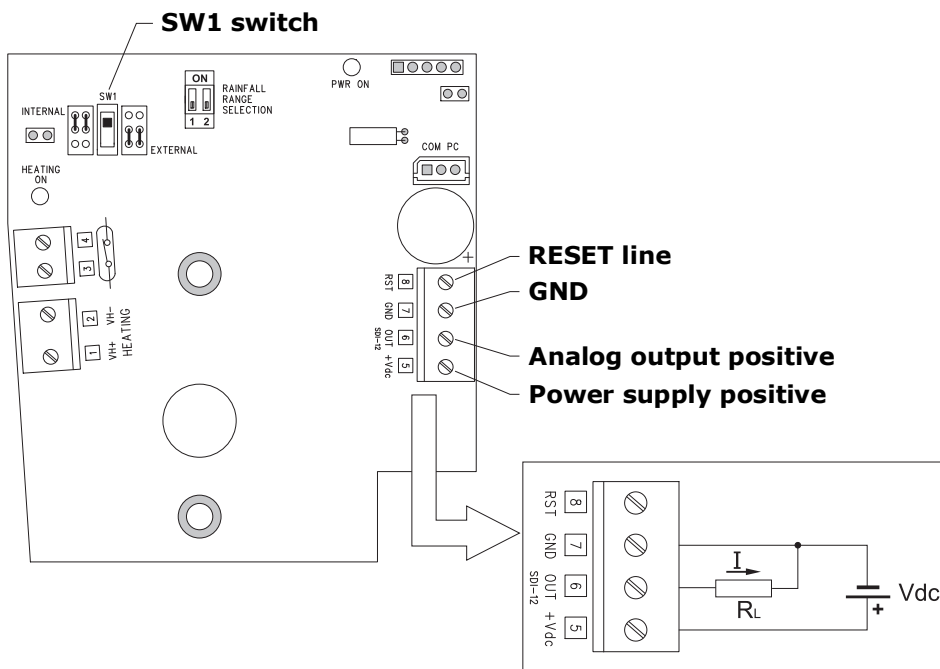 SW1 switch
ON
PWR ON
SW1
RAINFALL
RANGE
SELECTION
INTERNAL
1 2
EXTERNAL
COM PC
HEATING
ON
4
3
2 VH-
1 VH+
HEATING
+
RST 8
GND 7
OUT 6
SDI-12
+Vdc 5
RESET line
GND
Analog output positive
Power supply positive
RST 8
GND 7
OUT 6
SDI-12
+Vdc 5
I
RL
Vdc
+